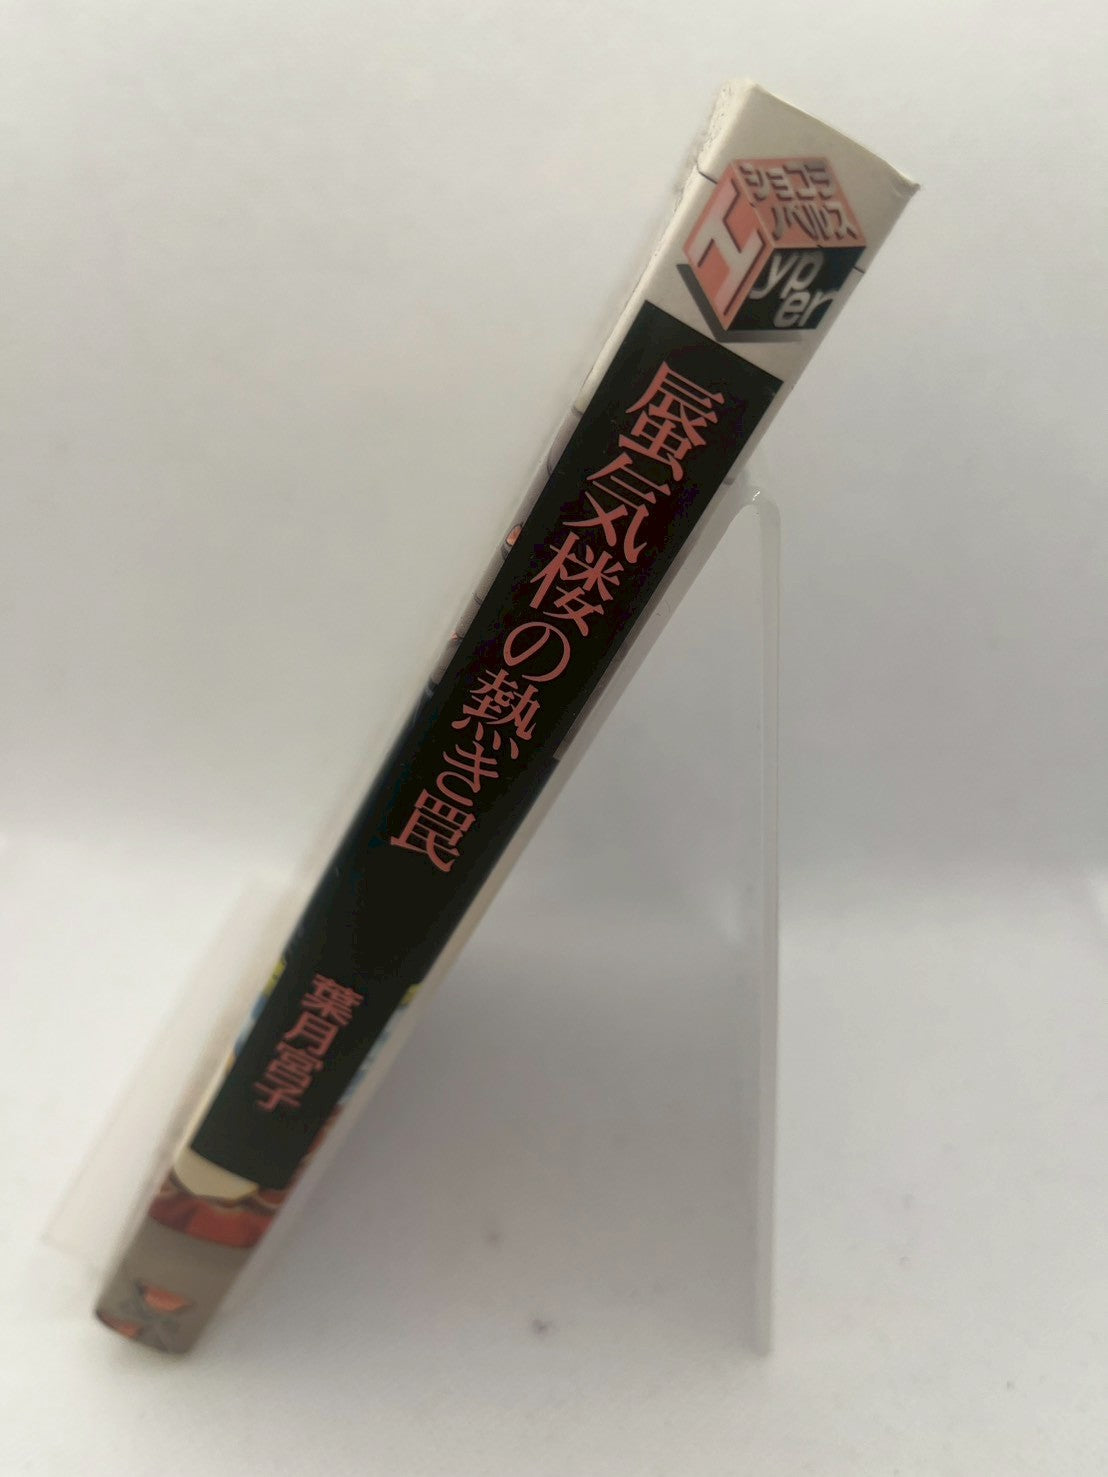 ショコラ
ノベルス
Hyper
蜃気楼の熱き罠
葉月宮子